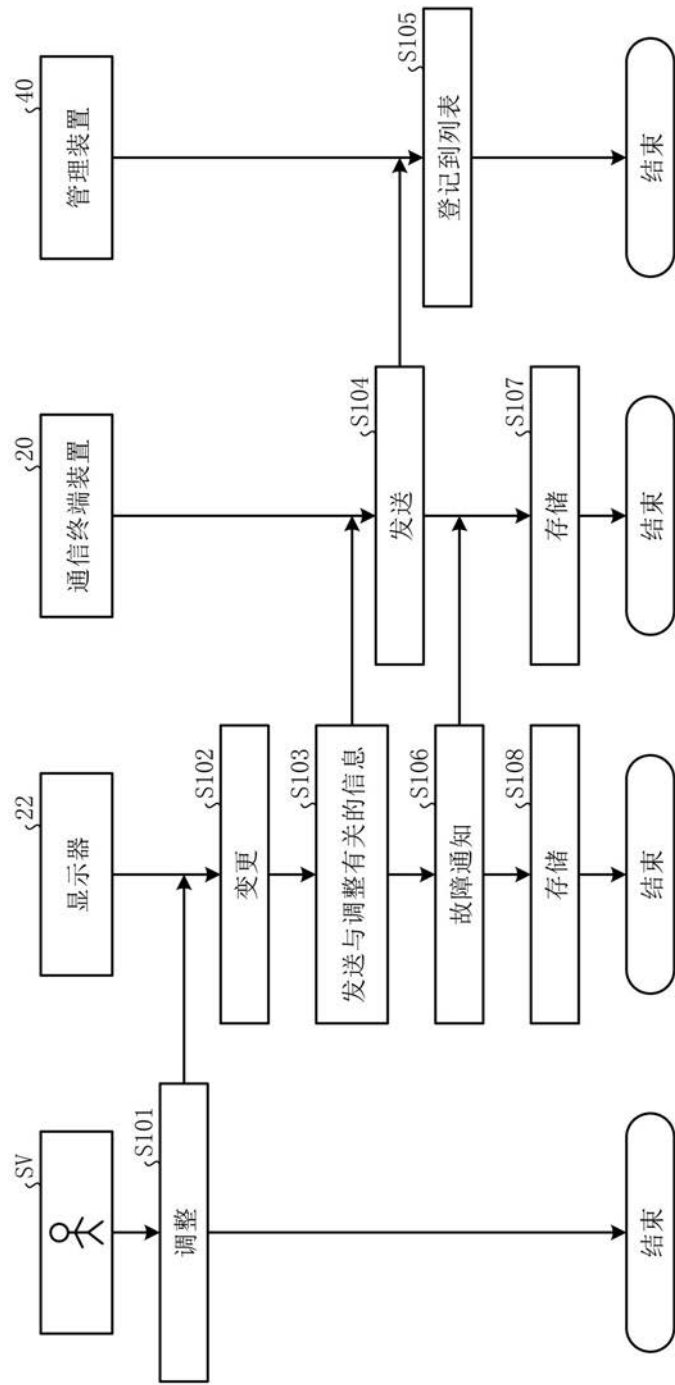 SV
22
显示器
20
通信终端装置
40
管理装置
S101
调整
S102
变更
S103
发送与调整有关的信息
S104
发送
S105
登记到列表
S106
故障通知
S107
存储
S108
存储
结束
结束
结束
结束